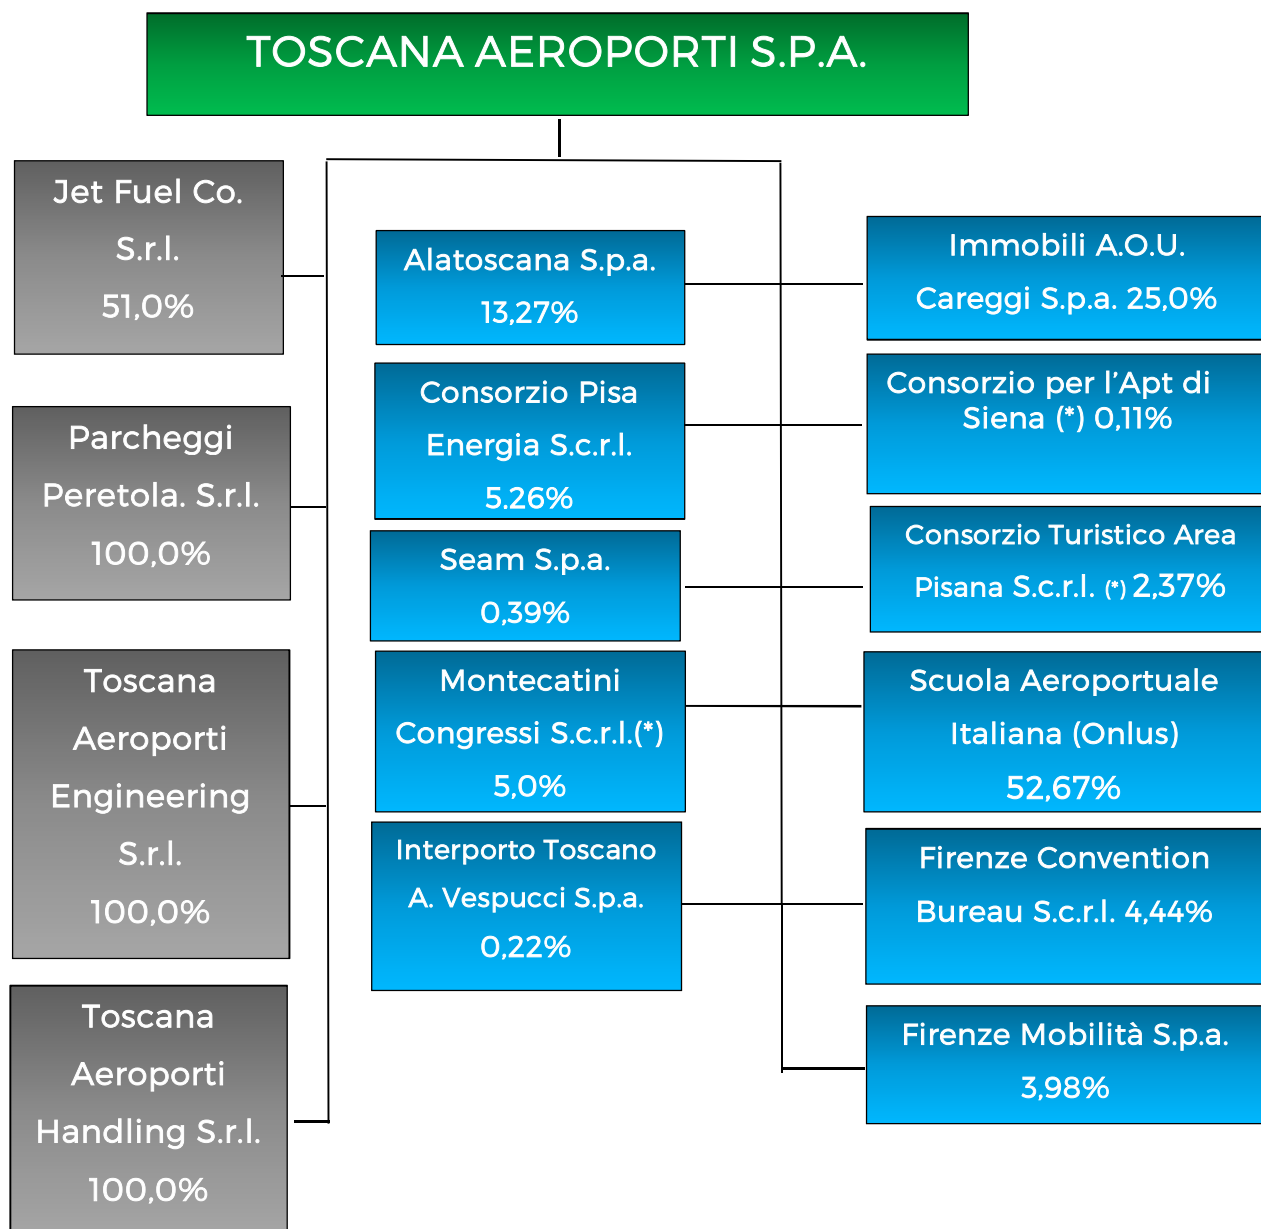 TOSCANA AEROPORTI S.P.A.
Jet Fuel Co.
S.r.l.
51,0%
Parcheggi
Peretola. S.r.l.
100,0%
Toscana
Aeroporti
Engineering
S.r.l.
100,0%
Toscana
Aeroporti
Handling S.r.l.
100,0%
Alatoscana S.p.a.
13,27%
Consorzio Pisa
Energia S.c.r.l.
5.26%
Seam S.p.a.
0,39%
Montecatini
Congressi S.c.r.l.(*)
5,0%
Interporto Toscano
A. Vespucci S.p.a.
0,22%
Immobili A.O.U.
Careggi S.p.a. 25,0%
Consorzio per l'Apt di
Siena (*) 0,11%
Consorzio Turistico Area
Pisana S.c.r.l. (*) 2,37%
Scuola Aeroportuale
Italiana (Onlus)
52,67%
Firenze Convention
Bureau S.c.r.l. 4,44%
Firenze Mobilità S.p.a.
3,98%